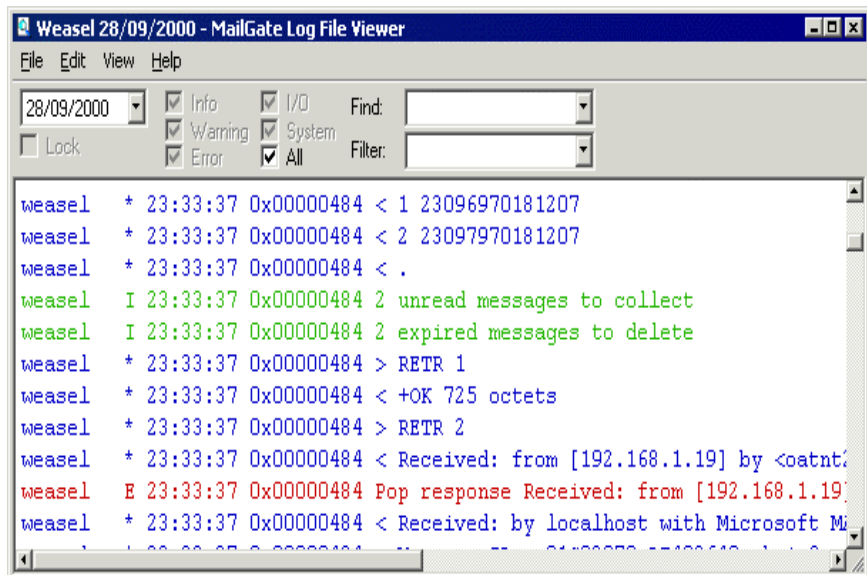 Weasel 28/09/2000 - MailGate Log File Viewer
File Edit View Help
28/09/2000
Info
I/O
Find:
Lock
Warning
System
Error
All
Filter:
weasel * 23:33:37 0x00000484 < 1 23096970181207
weasel * 23:33:37 0x00000484 < 2 23097970181207
weasel * 23:33:37 0x00000484 < .
weasel I 23:33:37 0x00000484 2 unread messages to collect
weasel I 23:33:37 0x00000484 2 expired messages to delete
weasel * 23:33:37 0x00000484 > RETR 1
weasel * 23:33:37 0x00000484 < +OK 725 octets
weasel * 23:33:37 0x00000484 > RETR 2
weasel * 23:33:37 0x00000484 < Received: from [192.168.1.19] by <oatnt2
weasel E 23:33:37 0x00000484 Pop response Received: from [192.168.1.19]
weasel * 23:33:37 0x00000484 < Received: by localhost with Microsoft